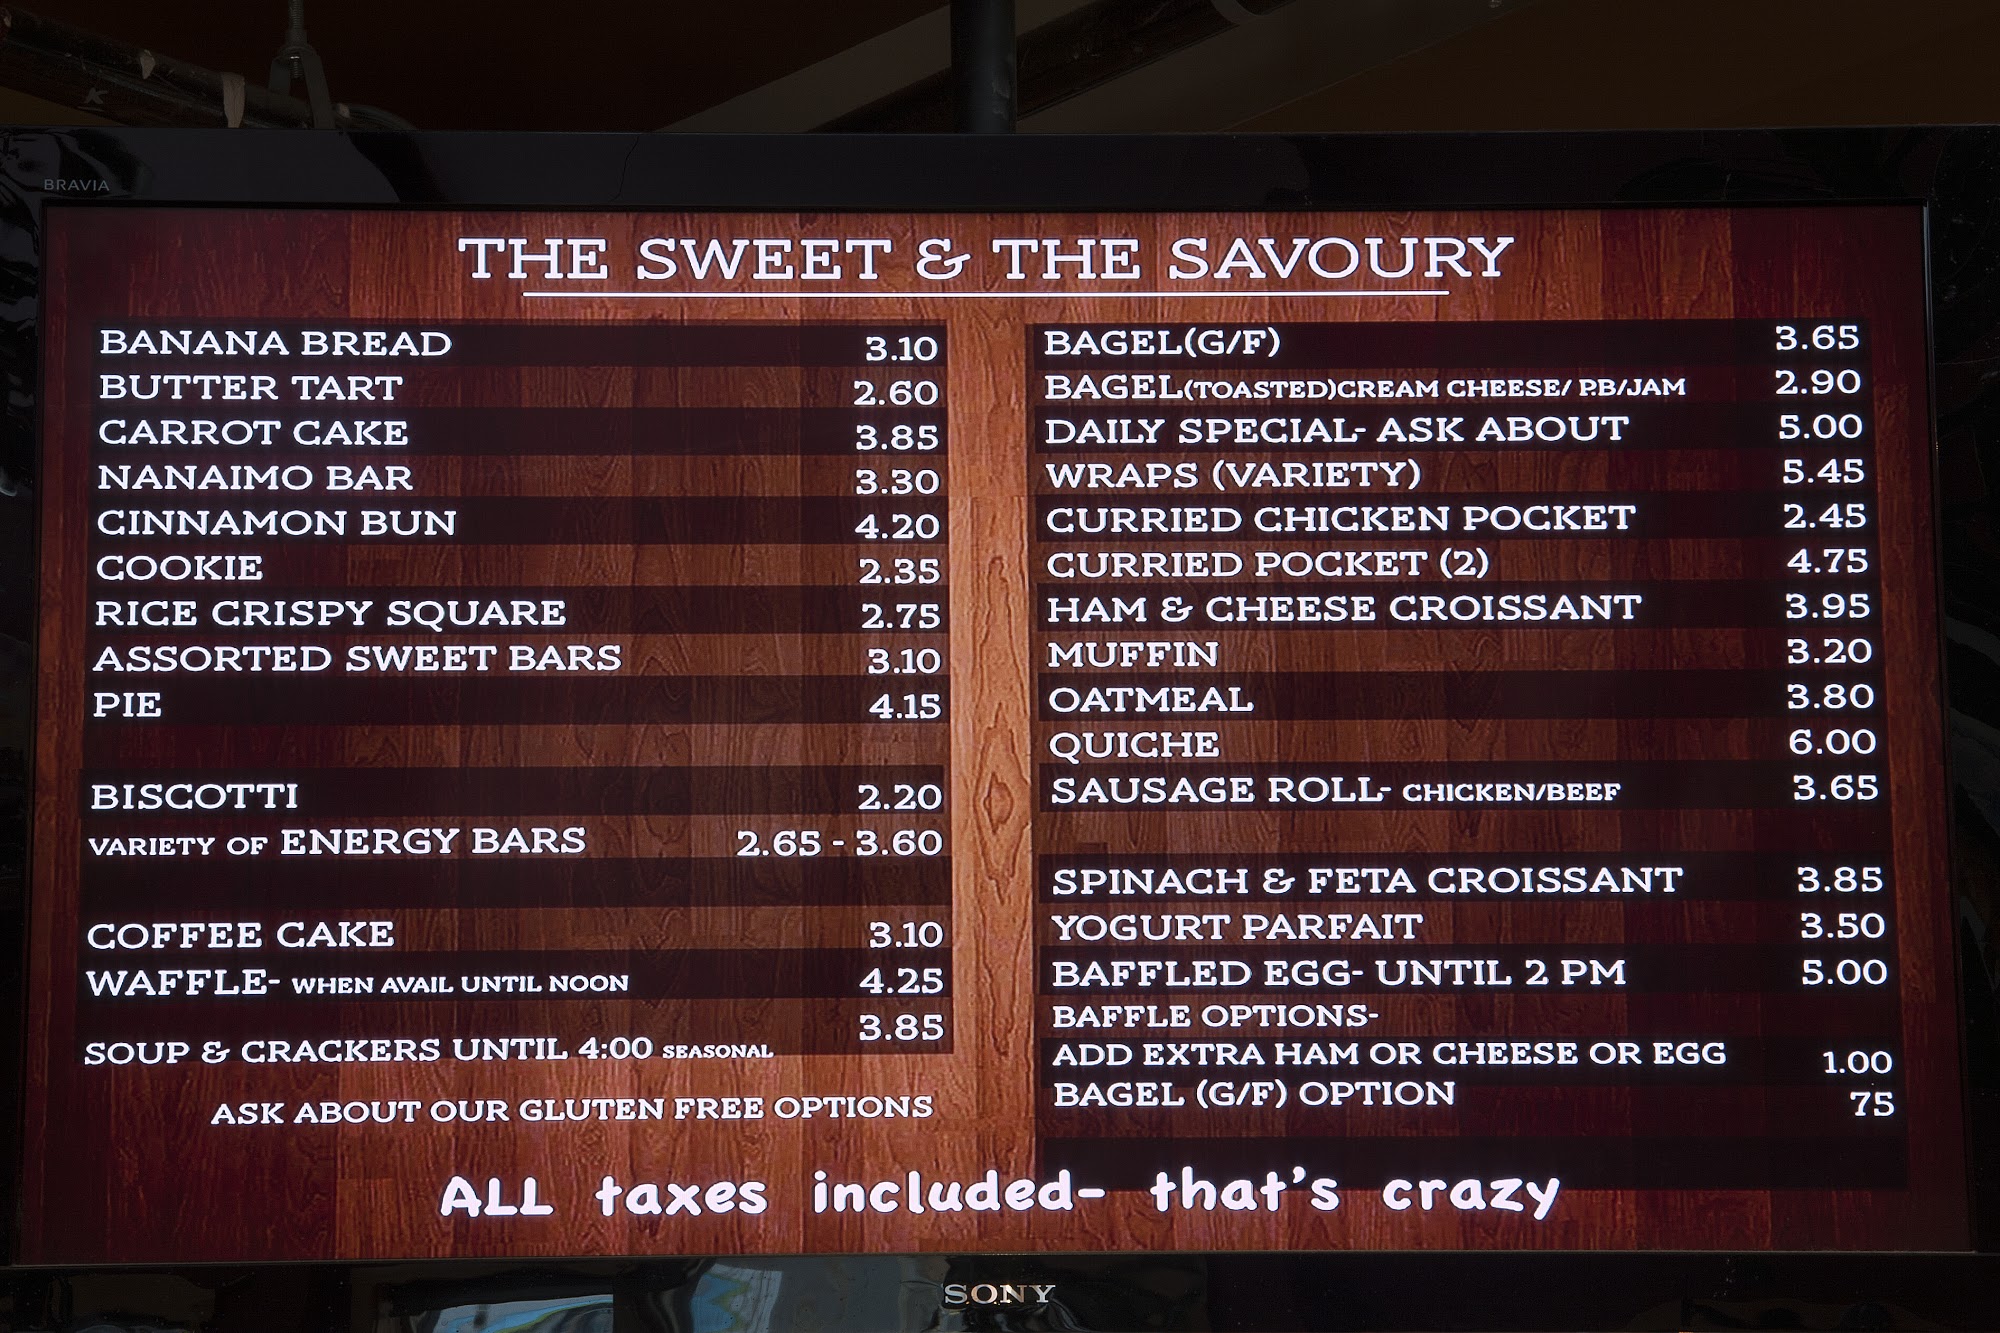 BRAVIA
THE SWEET & THE SAVOURY
BANANA BREAD 3.10
BUTTER TART 2.60
CARROT CAKE 3.85
NANAIMO BAR 3.30
CINNAMON BUN 4.20
COOKIE 2.35
RICE CRISPY SQUARE 2.75
ASSORTED SWEET BARS 3.10
PIE 4.15
BISCOTTI 2.20
VARIETY OF ENERGY BARS 2.65 - 3.60
COFFEE CAKE 3.10
WAFFLE- WHEN AVAIL UNTIL NOON 4.25
SOUP & CRACKERS UNTIL 4:00 SEASONAL 3.85
ASK ABOUT OUR GLUTEN FREE OPTIONS
BAGEL(G/F) 3.65
BAGEL(TOASTED)CREAM CHEESE/ P.B/JAM 2.90
DAILY SPECIAL- ASK ABOUT 5.00
WRAPS (VARIETY) 5.45
CURRIED CHICKEN POCKET 2.45
CURRIED POCKET (2) 4.75
HAM & CHEESE CROISSANT 3.95
MUFFIN 3.20
OATMEAL 3.80
QUICHE 6.00
SAUSAGE ROLL- CHICKEN/BEEF 3.65
SPINACH & FETA CROISSANT 3.85
YOGURT PARFAIT 3.50
BAFFLED EGG- UNTIL 2 PM 5.00
BAFFLE OPTIONS-
ADD EXTRA HAM OR CHEESE OR EGG 1.00
BAGEL (G/F) OPTION 75
ALL taxes included- that's crazy
SONY